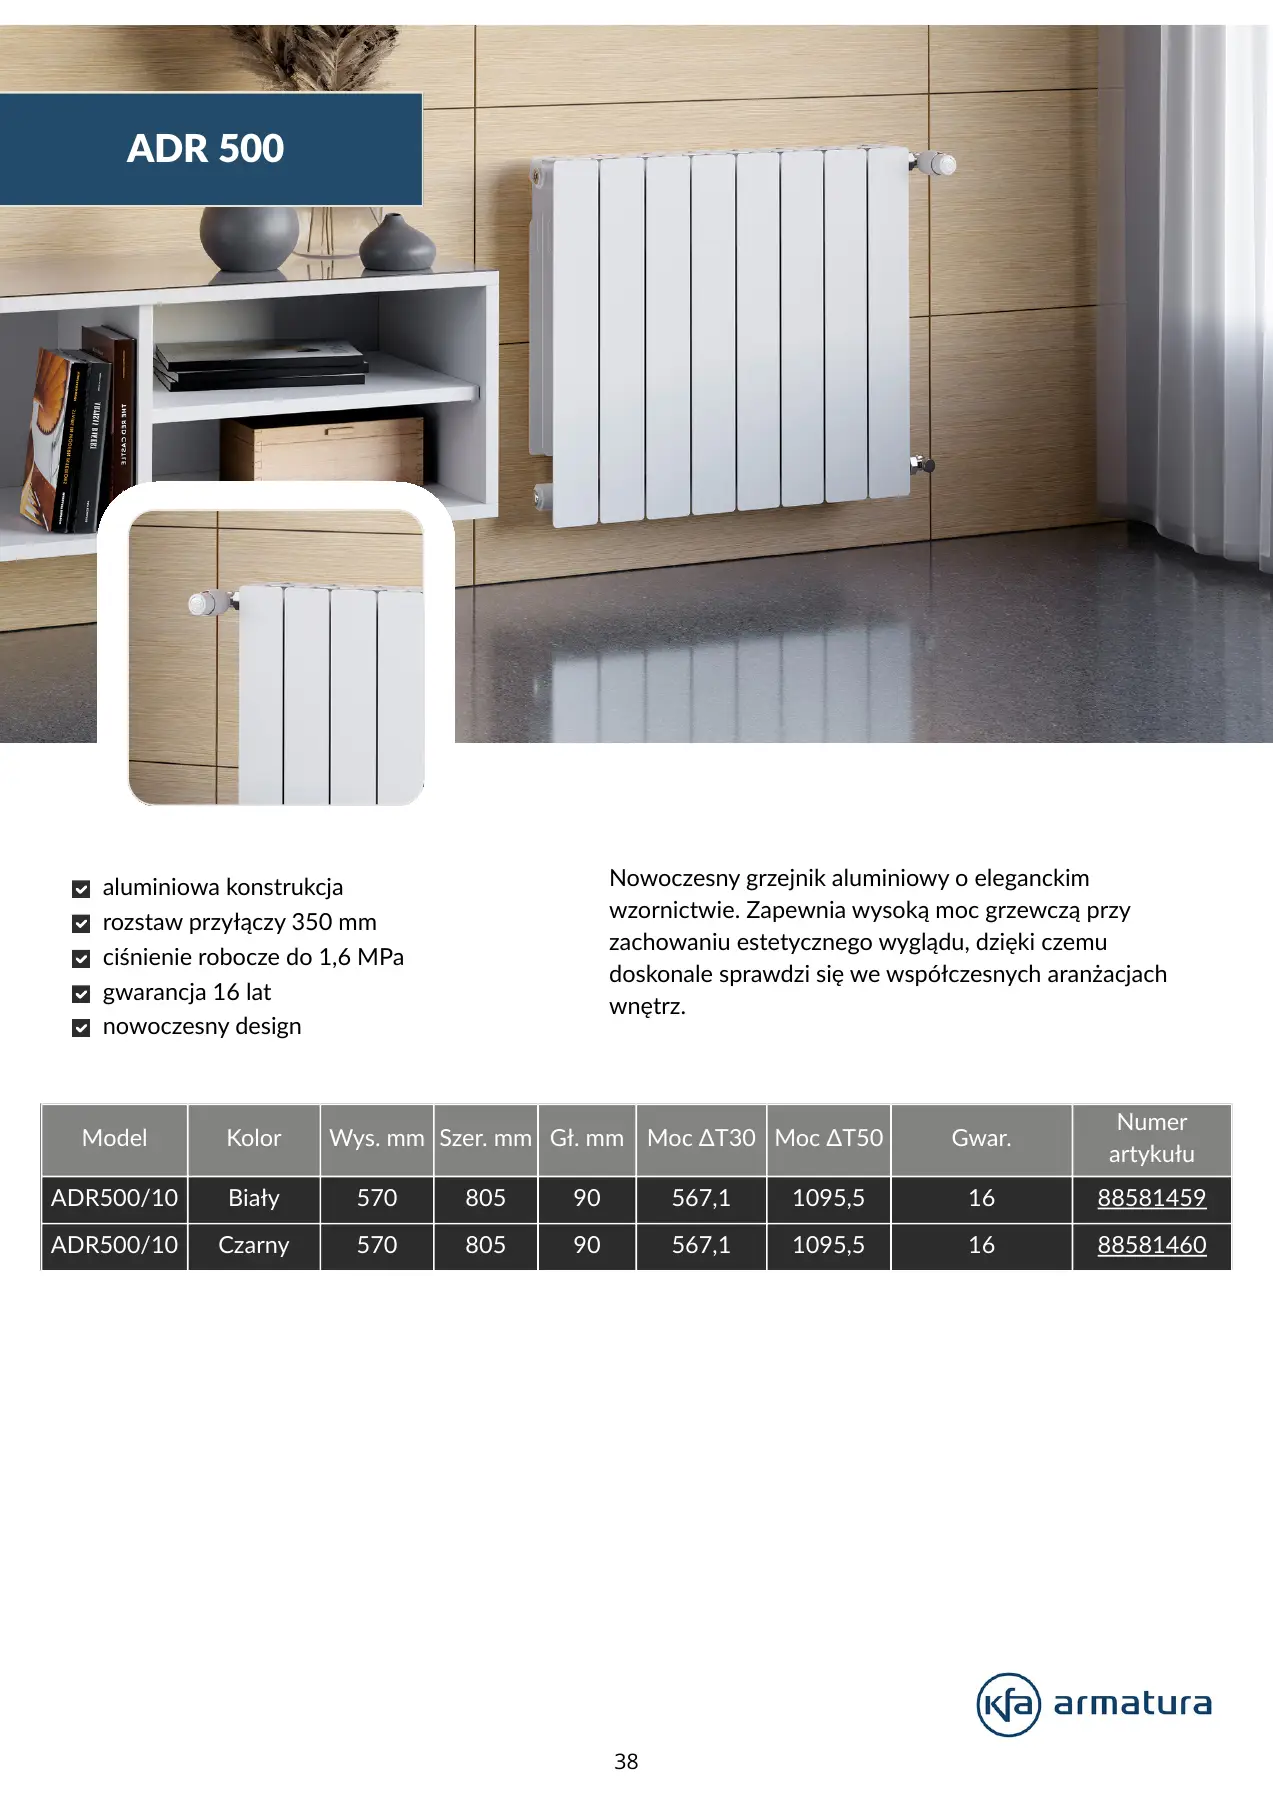 ADR 500
THE RED CASTLE
aluminiowa konstrukcja
rozstaw przyłączy 350 mm
ciśnienie robocze do 1,6 MPa
gwarancja 16 lat
nowoczesny design
Nowoczesny grzejnik aluminiowy o eleganckim
wzornictwie. Zapewnia wysoką moc grzewczą przy
zachowaniu estetycznego wyglądu, dzięki czemu
doskonale sprawdzi się we współczesnych aranżacjach
wnętrz.
Model Kolor Wys. mm Szer. mm Gł. mm Moc ΔT30 Moc ΔT50 Gwar. Numer artykułu
ADR500/10 Biały 570 805 90 567,1 1095,5 16 88581459
ADR500/10 Czarny 570 805 90 567,1 1095,5 16 88581460
kfa armatura
38